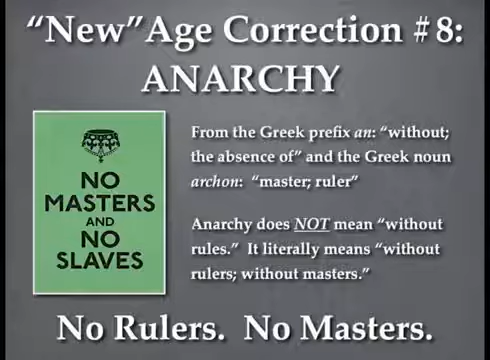 “New”Age Correction #8:
ANARCHY
NO
MASTERS
AND
NO
SLAVES
From the Greek prefix an: “without;
the absence of” and the Greek noun
archon: “master; ruler”
Anarchy does NOT mean “without
rules.” It literally means “without
rulers; without masters.”
No Rulers. No Masters.